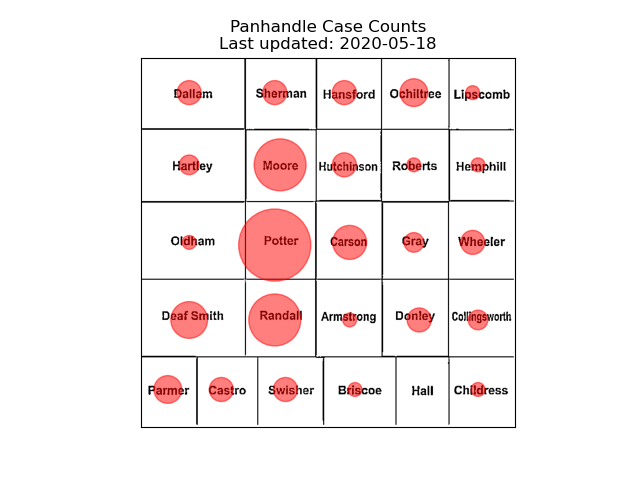 Panhandle Case Counts
Last updated: 2020-05-18
Dallam Sherman Hansford Ochiltree Lipscomb
Hartley Moore Hutchinson Roberts Hemphill
Oldham Potter Carson Gray Wheeler
Deaf Smith Randall Armstrong Donley Collingsworth
Parmer Castro Swisher Briscoe Hall Childress